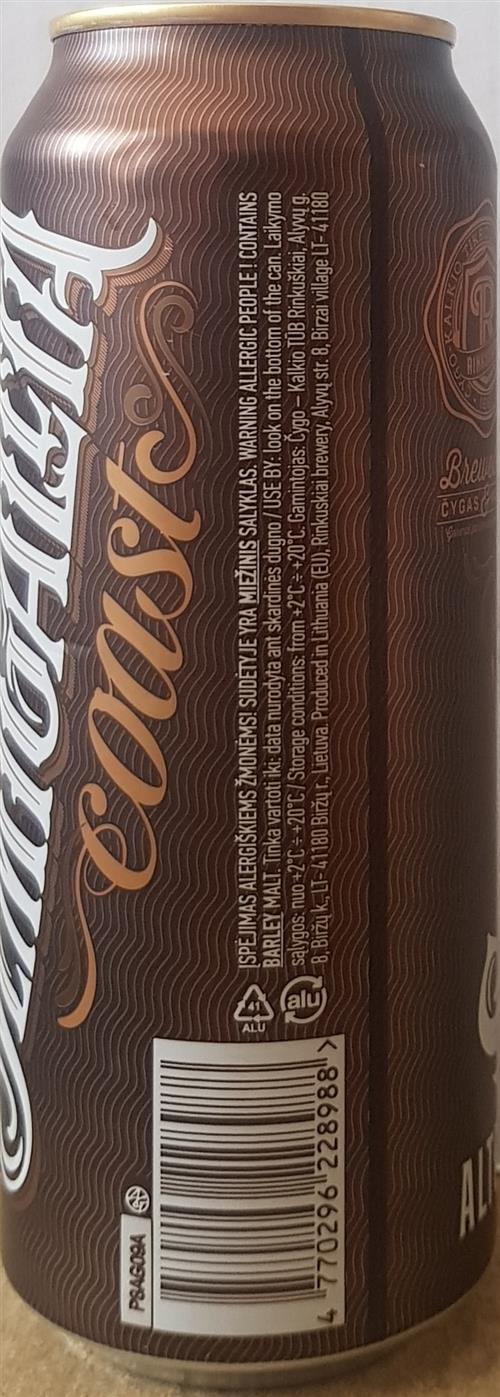 coast
ĮSPĖJIMAS ALERGIŠKIEMS ŽMONĖMS! SUDĖTYJE YRA MIEŽINIS SALYKLAS. WARNING ALLERGIC PEOPLE! CONTAINS
BARLEY MALT. Tinka vartoti iki: data nurodyta ant skardinės dugno / USE BY: look on the bottom of the can. Laikymo
sąlygos: nuo +2°C ÷ +20°C / Storage conditions: from +2°C ÷ +20°C. Gamintojas: Čygo – Kalkio TŪB Rinkuškiai, Alyvų g.
8, Biržų k., LT-41180 Biržų r., Lietuva. Produced in Lithuania (EU), Rinkuskiai brewery, Alyvų str. 8, Birzai village LT-41180
41
ALU
alu
PSAG09A
4 770296 228988 >
ČYGAS
ALT